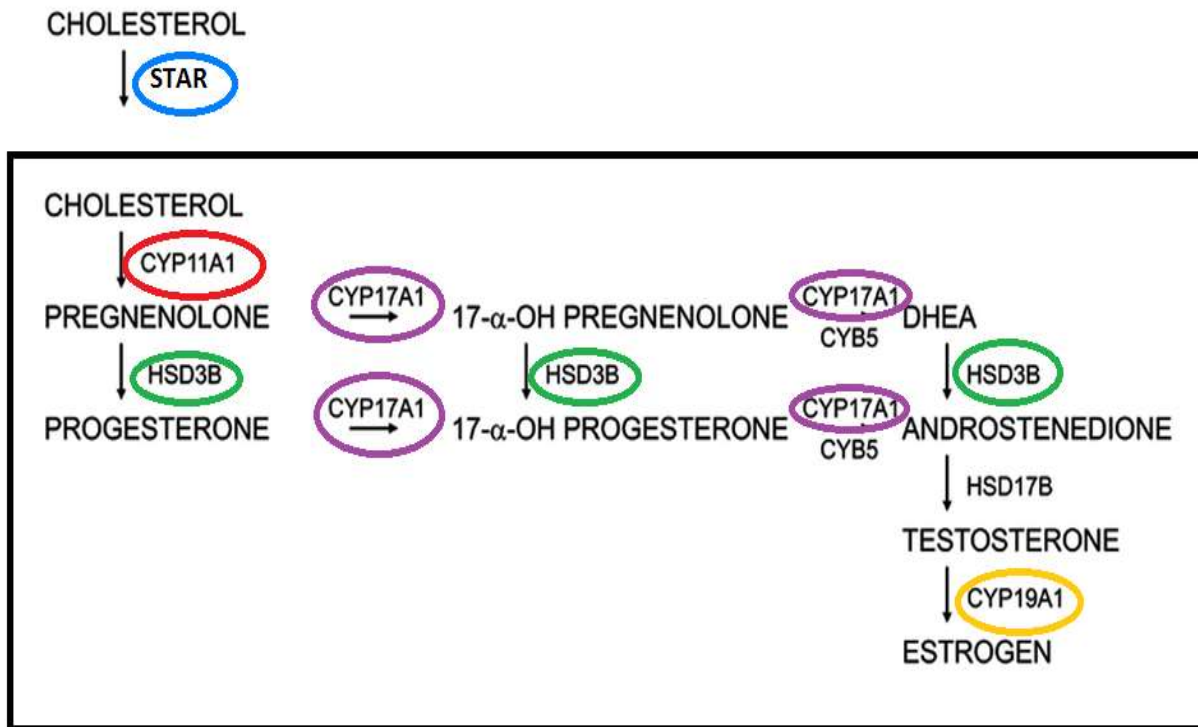 CHOLESTEROL
STAR
CHOLESTEROL
CYP11A1
PREGNENOLONE CYP17A1 17-α-OH PREGNENOLONE CYP17A1 DHEA
CYB5
HSD3B HSD3B HSD3B
PROGESTERONE CYP17A1 17-α-OH PROGESTERONE CYP17A1 ANDROSTENEDIONE
CYB5
HSD17B
TESTOSTERONE
CYP19A1
ESTROGEN